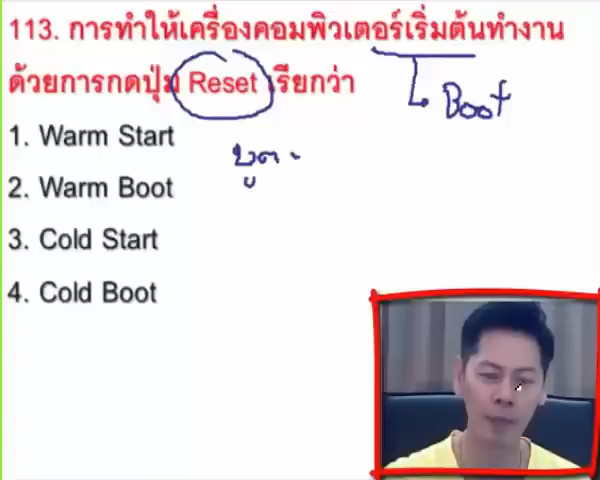 113. การทำให้เครื่องคอมพิวเตอร์เริ่มต้นทำงาน
ด้วยการกดปุ่ม Reset เรียกว่า
Boot
1. Warm Start
บูต
2. Warm Boot
3. Cold Start
4. Cold Boot